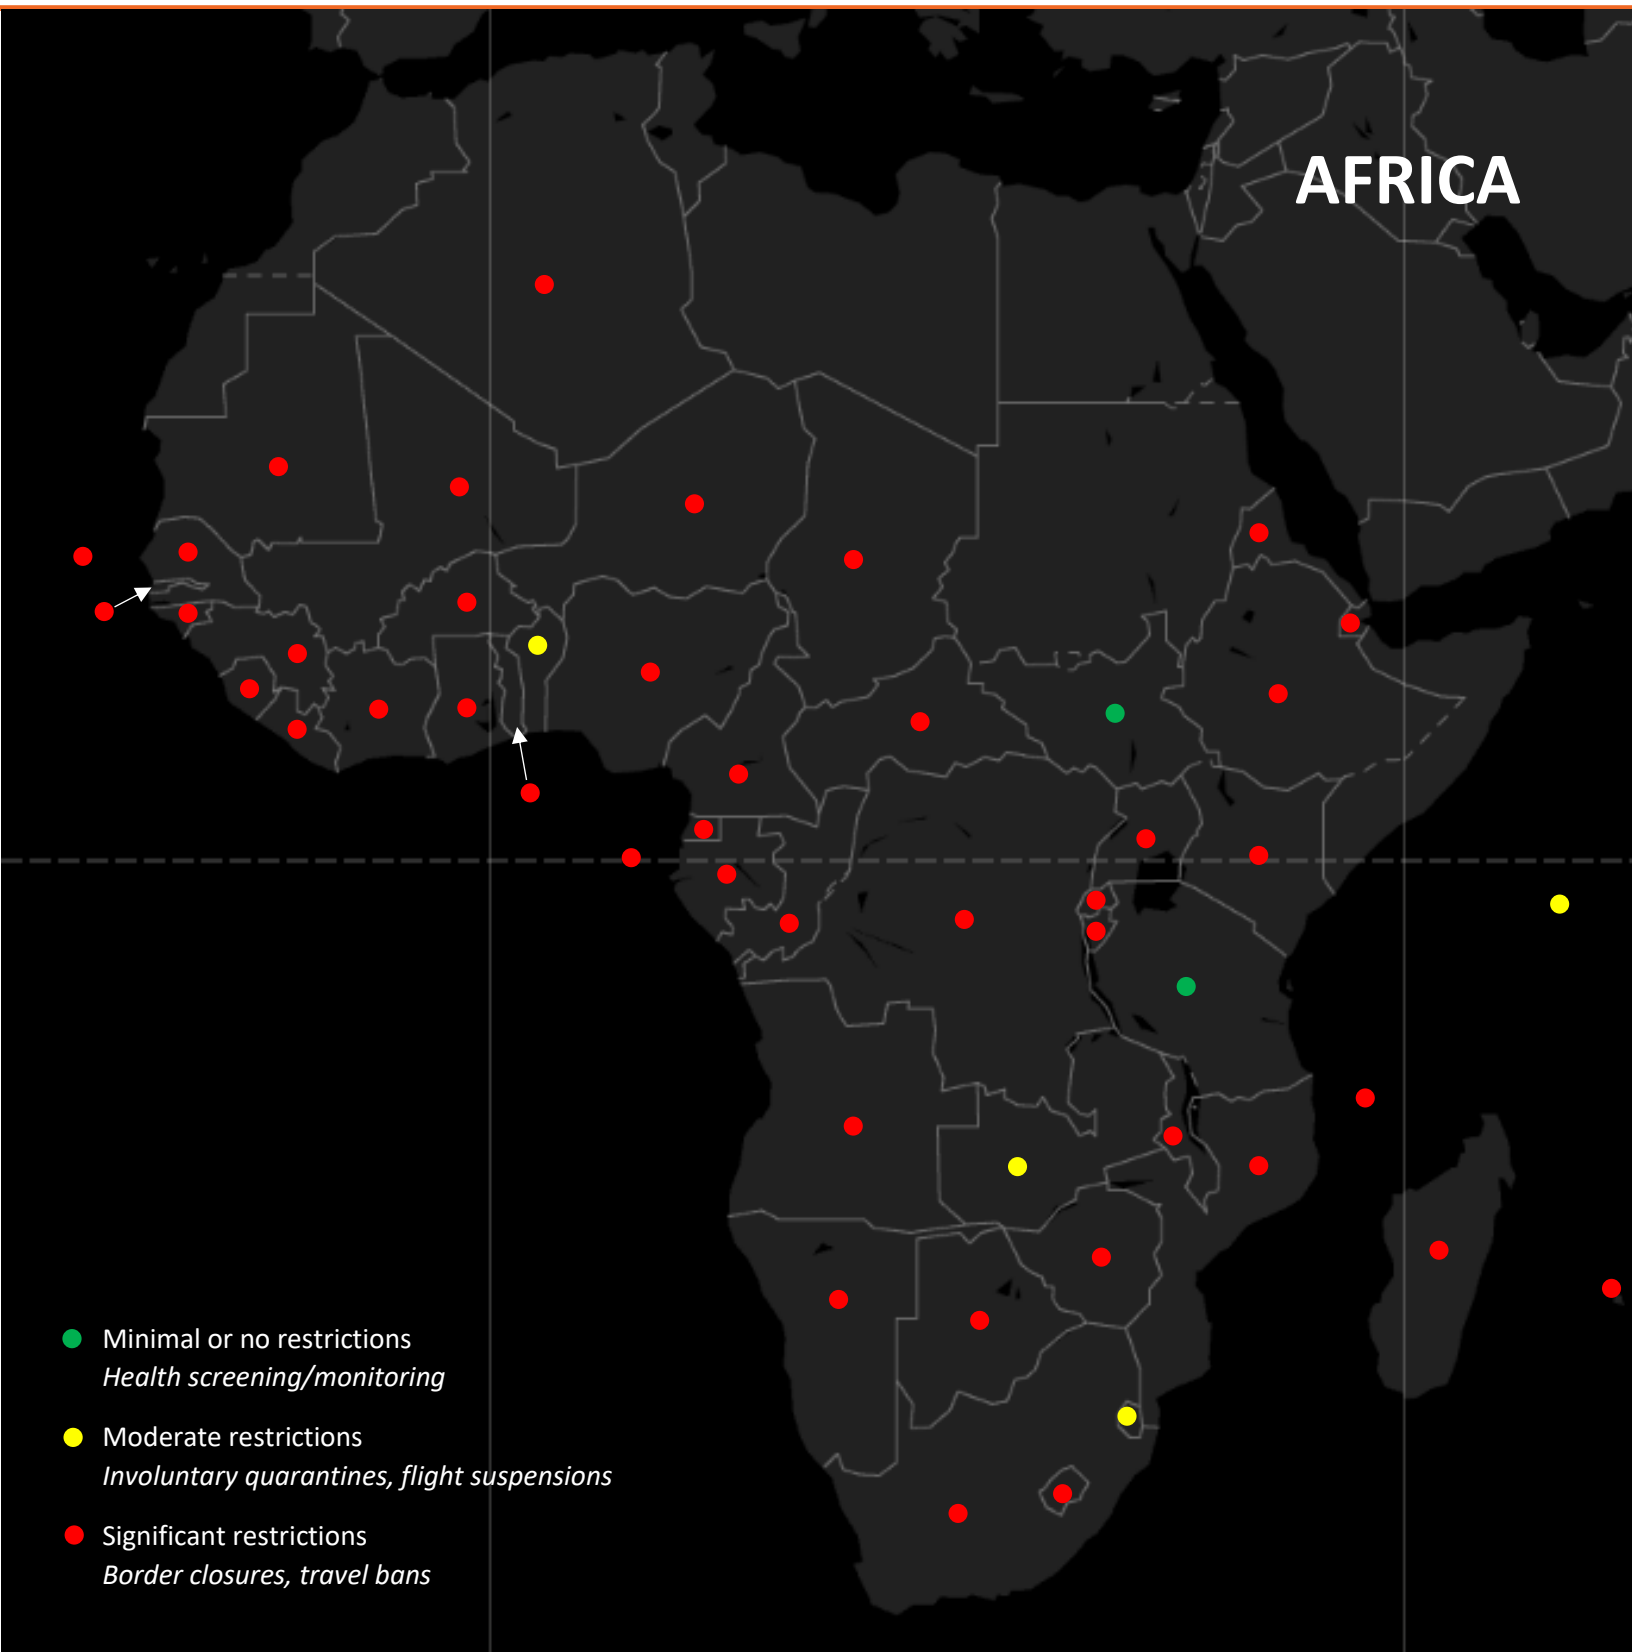 AFRICA
Minimal or no restrictions
Health screening/monitoring
Moderate restrictions
Involuntary quarantines, flight suspensions
Significant restrictions
Border closures, travel bans